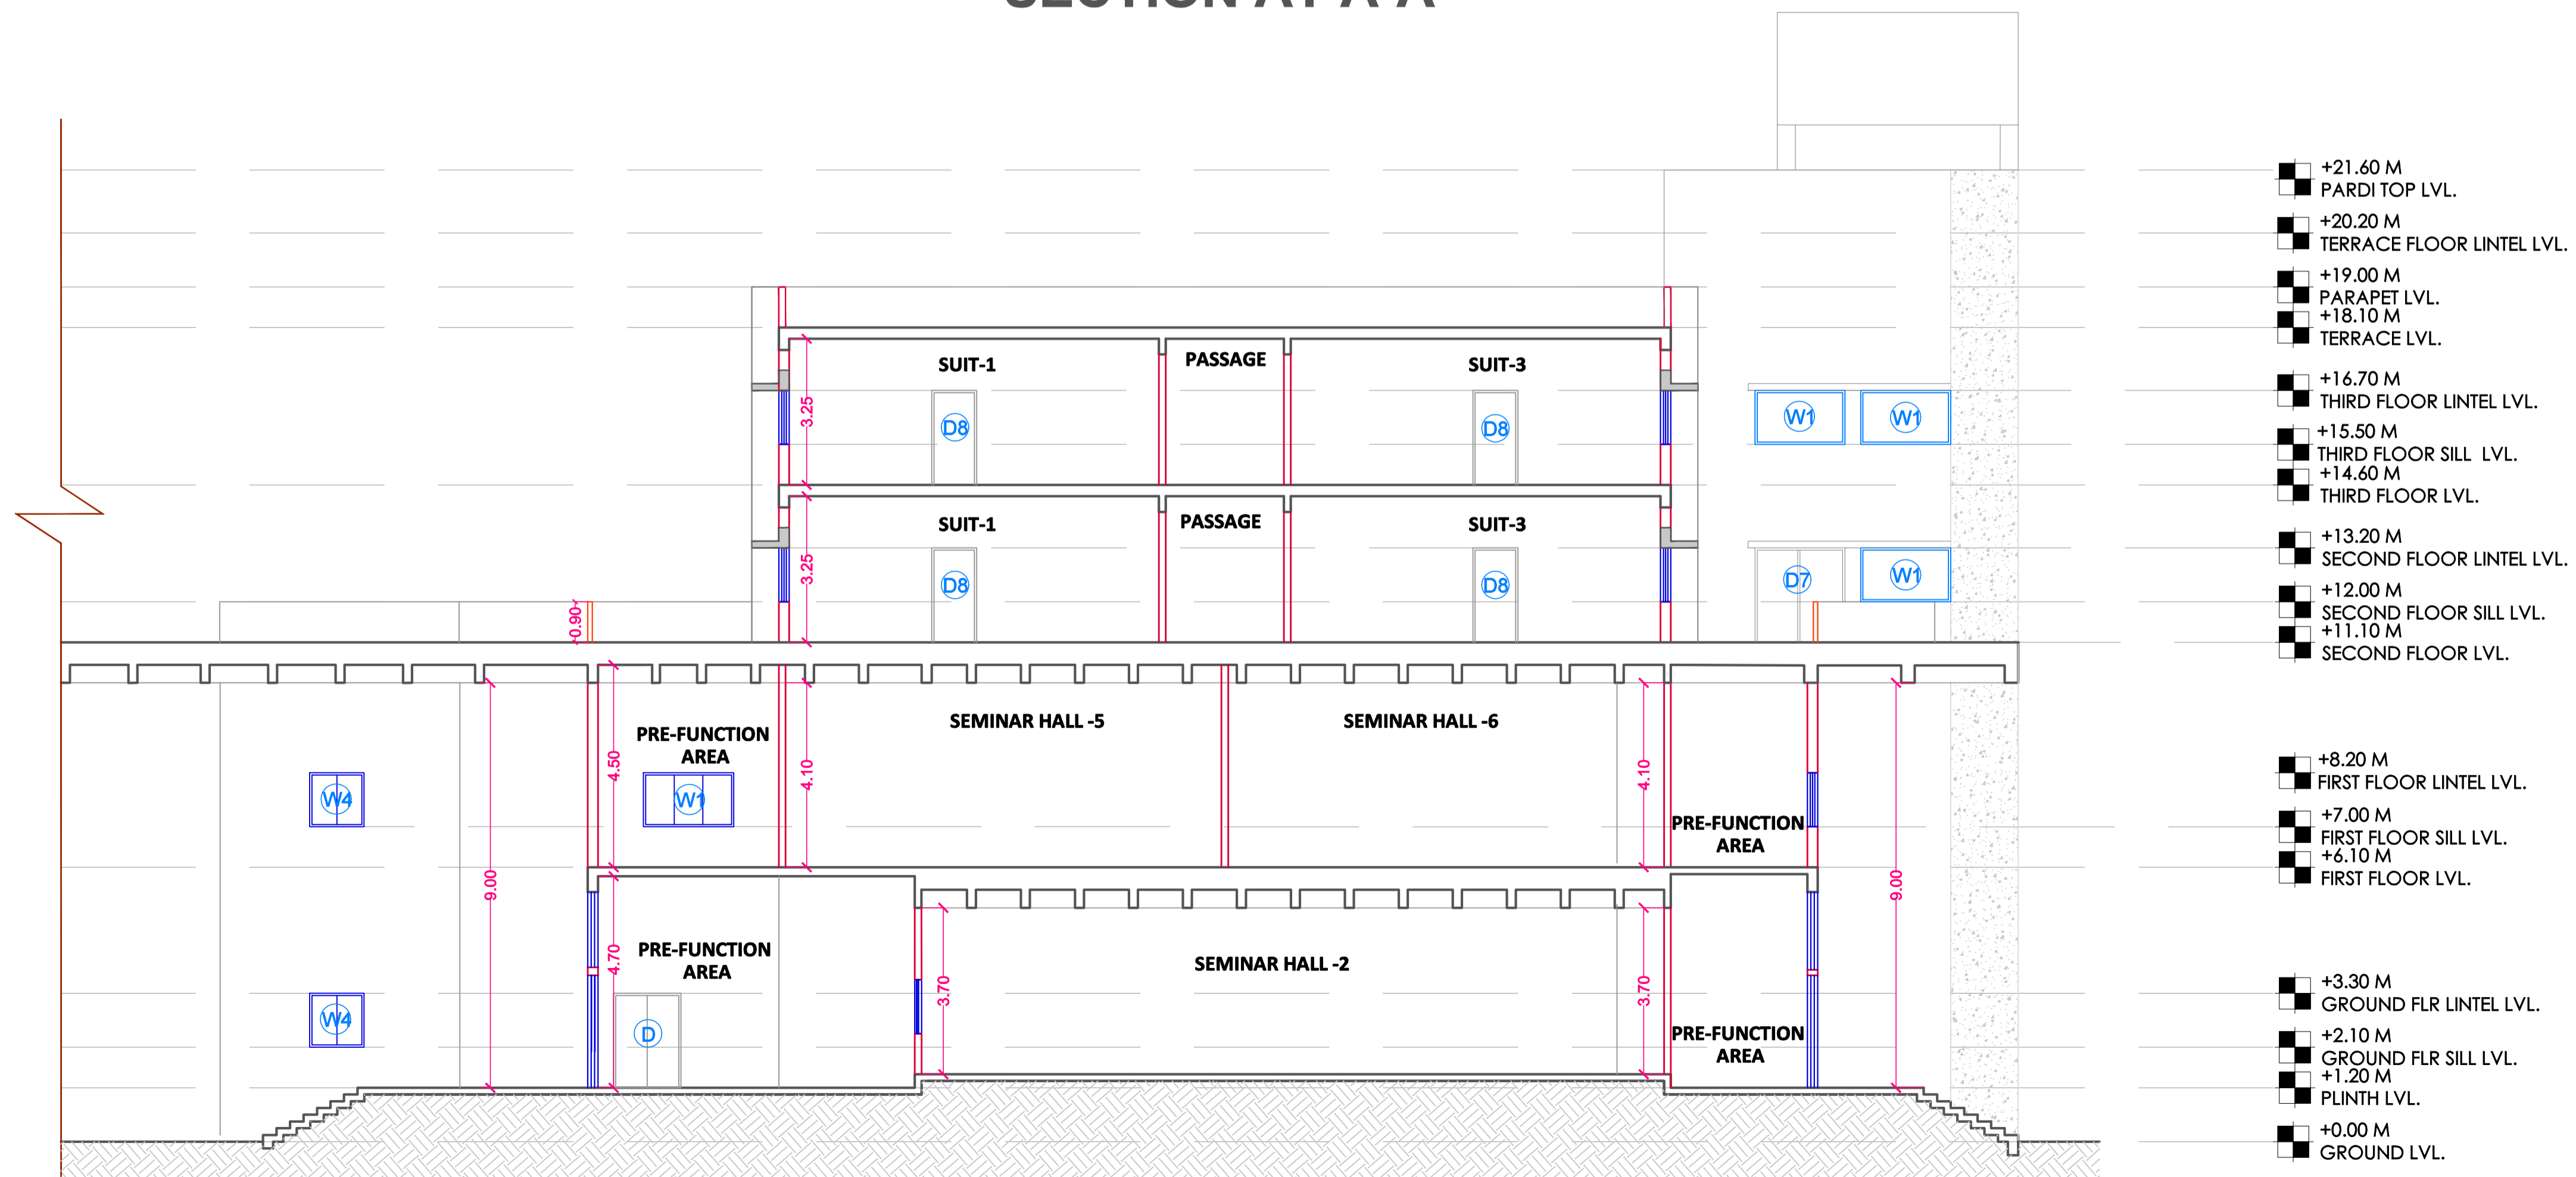 SECTION AT A-A'
+21.60 M
PARDI TOP LVL.
+20.20 M
TERRACE FLOOR LINTEL LVL.
+19.00 M
PARAPET LVL.
+18.10 M
TERRACE LVL.
SUIT-1
PASSAGE
SUIT-3
+16.70 M
THIRD FLOOR LINTEL LVL.
3.25
D8
D8
W1
W1
+15.50 M
THIRD FLOOR SILL LVL.
+14.60 M
THIRD FLOOR LVL.
SUIT-1
PASSAGE
SUIT-3
+13.20 M
SECOND FLOOR LINTEL LVL.
3.25
D8
D8
D7
W1
+12.00 M
SECOND FLOOR SILL LVL.
0.90
+11.10 M
SECOND FLOOR LVL.
PRE-FUNCTION
AREA
SEMINAR HALL -5
SEMINAR HALL -6
4.50
4.10
4.10
+8.20 M
FIRST FLOOR LINTEL LVL.
W4
W1
PRE-FUNCTION
AREA
+7.00 M
FIRST FLOOR SILL LVL.
+6.10 M
FIRST FLOOR LVL.
9.00
9.00
PRE-FUNCTION
AREA
4.70
SEMINAR HALL -2
3.70
3.70
+3.30 M
GROUND FLR LINTEL LVL.
W4
D
PRE-FUNCTION
AREA
+2.10 M
GROUND FLR SILL LVL.
+1.20 M
PLINTH LVL.
+0.00 M
GROUND LVL.